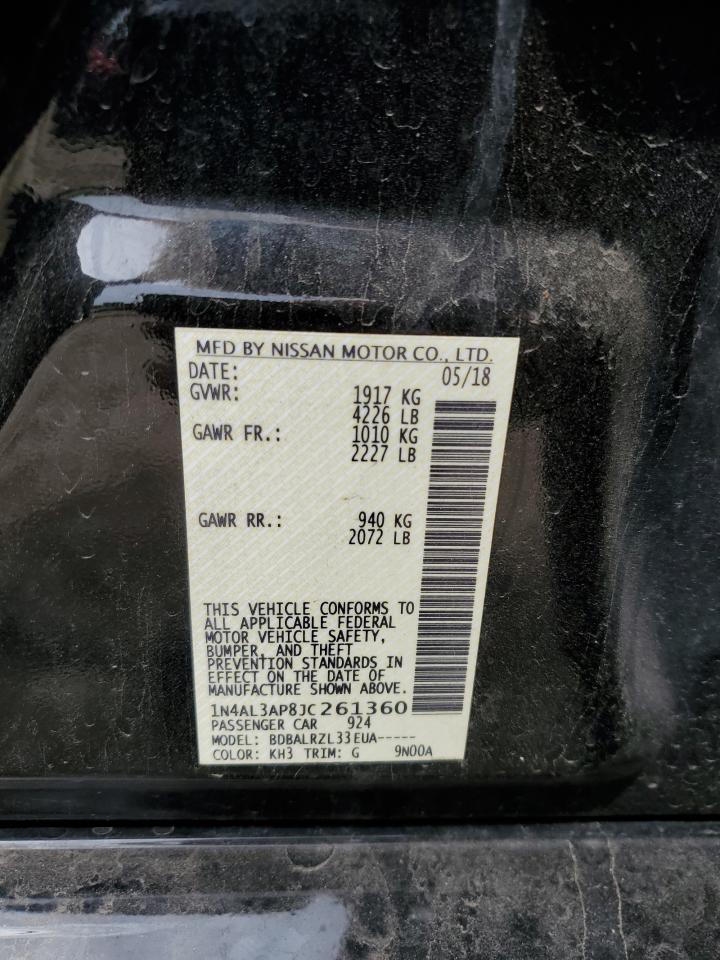 MFD BY NISSAN MOTOR CO., LTD.
DATE: 05/18
GVWR: 1917 KG
4226 LB
GAWR FR.: 1010 KG
2227 LB
GAWR RR.: 940 KG
2072 LB
THIS VEHICLE CONFORMS TO
ALL APPLICABLE FEDERAL
MOTOR VEHICLE SAFETY,
BUMPER, AND THEFT
PREVENTION STANDARDS IN
EFFECT ON THE DATE OF
MANUFACTURE SHOWN ABOVE.
1N4AL3AP8JC261360
PASSENGER CAR 924
MODEL: BDBALRZL33EUA-----
COLOR: KH3 TRIM: G 9N00A